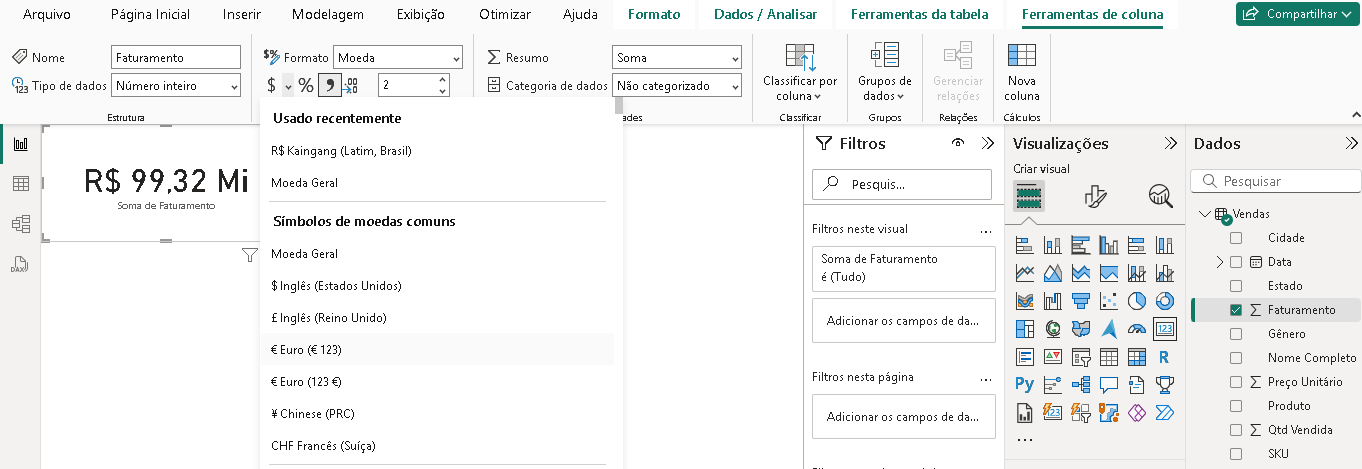 Arquivo Página Inicial Inserir Modelagem Exibição Otimizar Ajuda Formato Dados / Analisar Ferramentas da tabela Ferramentas de coluna Compartilhar
Nome Faturamento
Tipo de dados Número inteiro
Estrutura
Formato Moeda
$ % 2
Resumo Soma
Categoria de dados Não categorizado
dades
Classificar por
coluna
Classificar
Grupos de
dados
Grupos
Gerenciar
relações
Relações
Nova
coluna
Cálculos
R$ 99,32 Mi
Soma de Faturamento
Usado recentemente
R$ Kaingang (Latim, Brasil)
Moeda Geral
Símbolos de moedas comuns
Moeda Geral
$ Inglês (Estados Unidos)
£ Inglês (Reino Unido)
€ Euro (€ 123)
€ Euro (123 €)
¥ Chinese (PRC)
CHF Francês (Suíça)
Filtros
Pesquis...
Filtros neste visual ...
Soma de Faturamento
é (Tudo)
Adicionar os campos de da...
Filtros nesta página ...
Adicionar os campos de da...
Visualizações
Criar visual
123
R
Py
123
...
Dados
Pesquisar
Vendas
Cidade
Data
Estado
Faturamento
Gênero
Nome Completo
Preço Unitário
Produto
Qtd Vendida
SKU